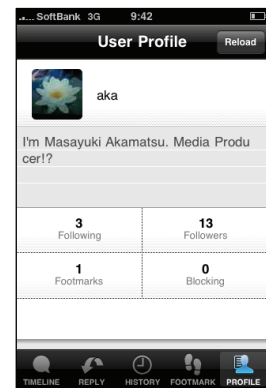 SoftBank 3G 9:42
User Profile Reload
aka
I'm Masayuki Akamatsu. Media Produ
cer!?
3 13
Following Followers
1 0
Footmarks Blocking
TIMELINE REPLY HISTORY FOOTMARK PROFILE